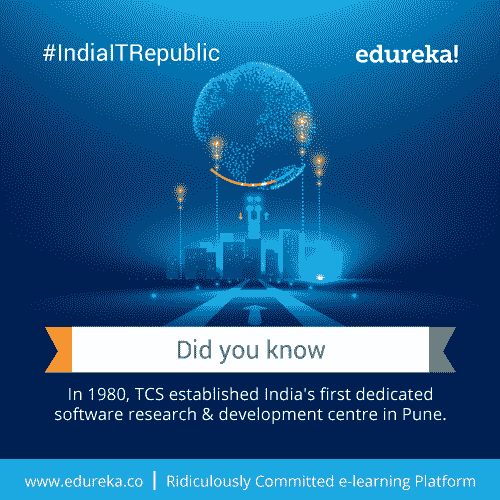 #IndiaITRepublic
edureka!
Did you know
In 1980, TCS established India's first dedicated
software research & development centre in Pune.
www.edureka.co | Ridiculously Committed e-learning Platform